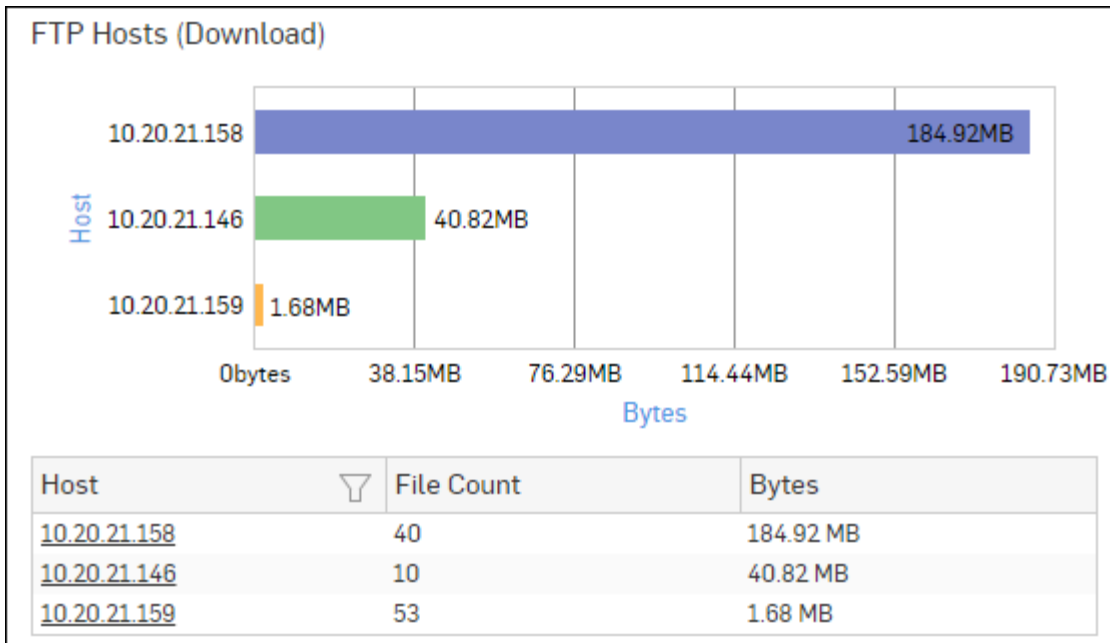 FTP Hosts (Download)
10.20.21.158
184.92MB
Host
10.20.21.146
40.82MB
10.20.21.159
1.68MB
0bytes 38.15MB 76.29MB 114.44MB 152.59MB 190.73MB
Bytes
Host File Count Bytes
10.20.21.158 40 184.92 MB
10.20.21.146 10 40.82 MB
10.20.21.159 53 1.68 MB